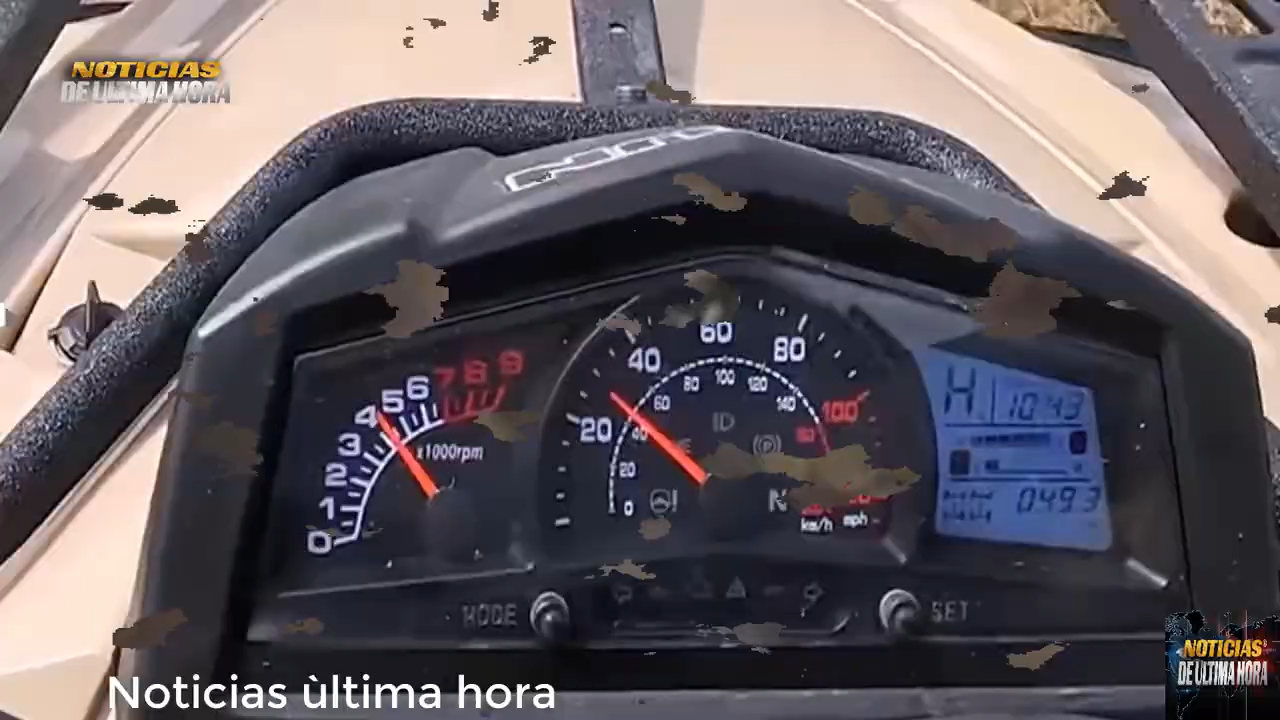 NOTICIAS
DE ULTIMA HORA
0 1 2 3 4 5 6 7 8 9
x1000rpm
20 40 60 80 100
0 20 40 60 80 100 120 140
km/h mph
N
H 10:43
049.3
MODE
SET
NOTICIAS
DE ULTIMA HORA
Noticias ùltima hora